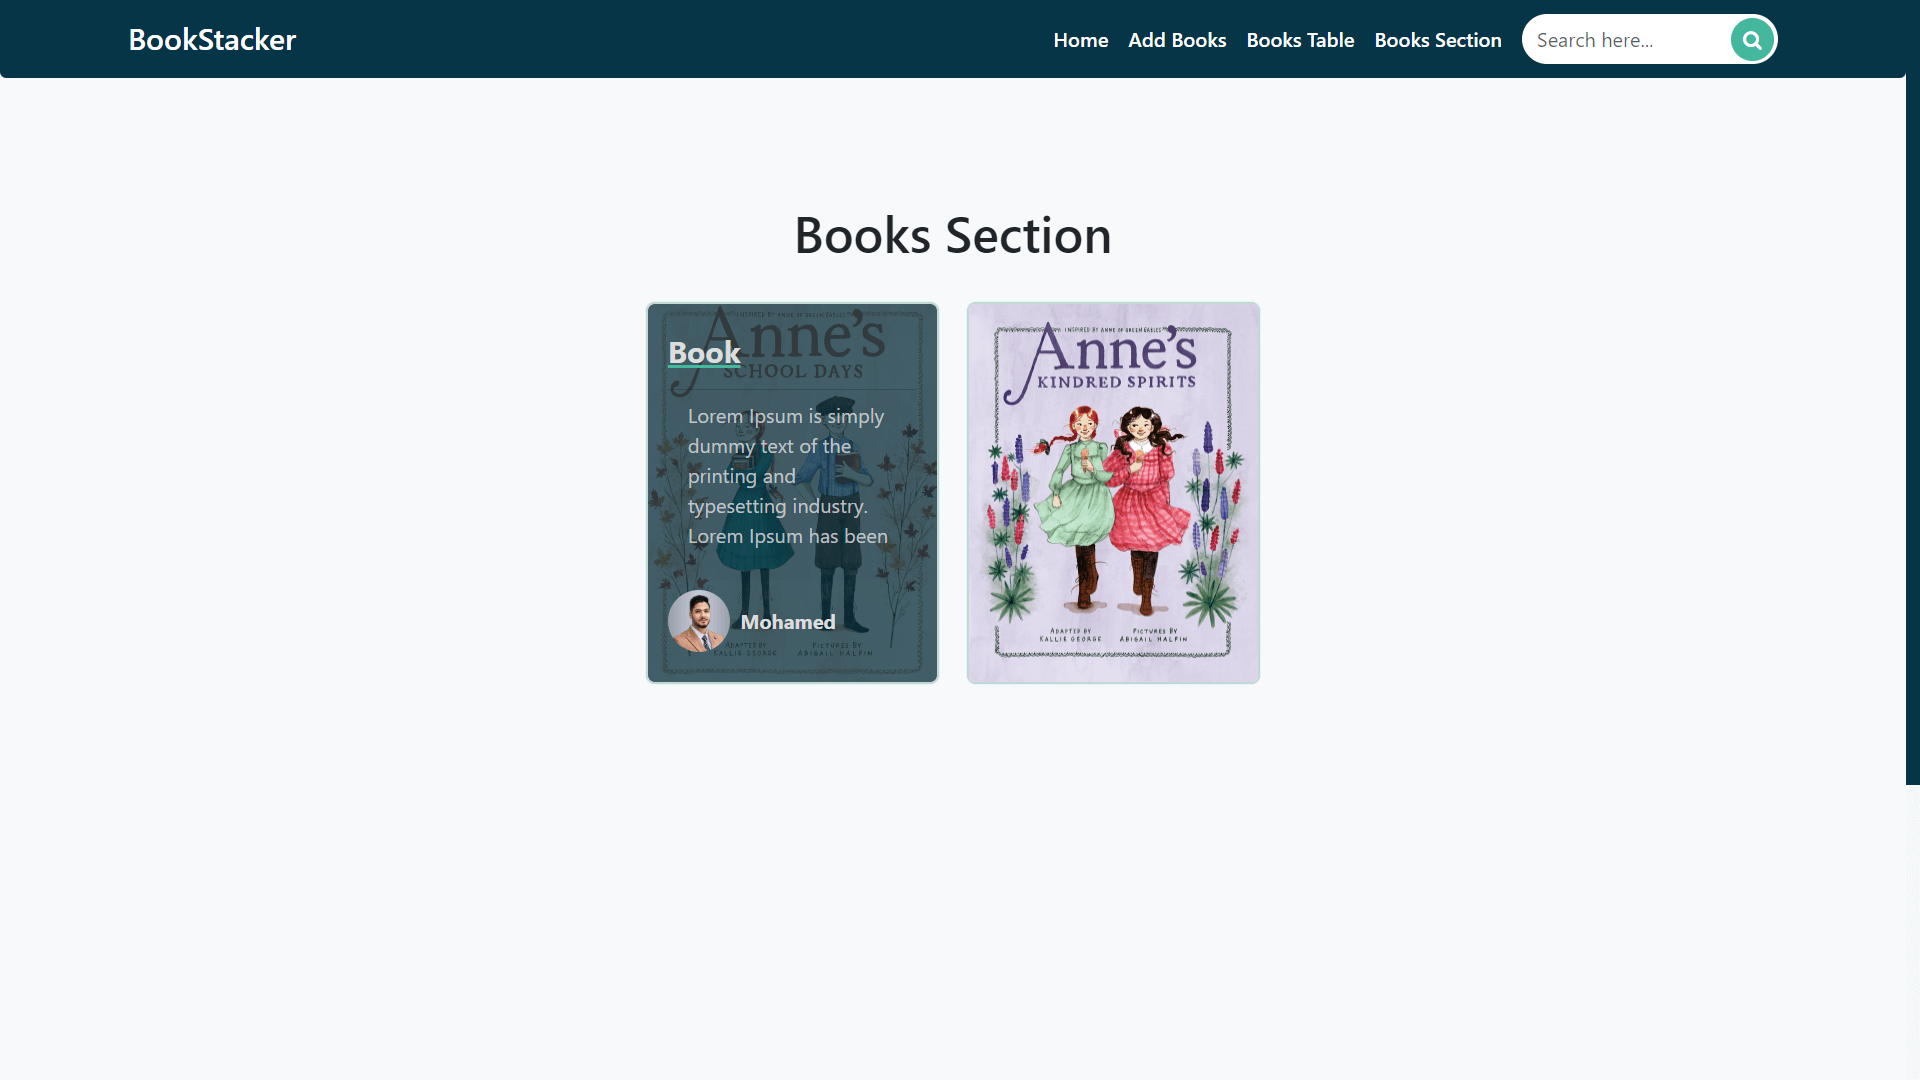 BookStacker
Home
Add Books
Books Table
Books Section
Search here...
Books Section
INSPIRED BY ANNE OF GREEN GABLES
Anne's
SCHOOL DAYS
Book
Lorem Ipsum is simply
dummy text of the
printing and
typesetting industry.
Lorem Ipsum has been
Mohamed
ADAPTED BY
KALLIE GEORGE
PICTURES BY
ABIGAIL HALPIN
INSPIRED BY ANNE OF GREEN GABLES
Anne's
KINDRED SPIRITS
ADAPTED BY
KALLIE GEORGE
PICTURES BY
ABIGAIL HALPIN